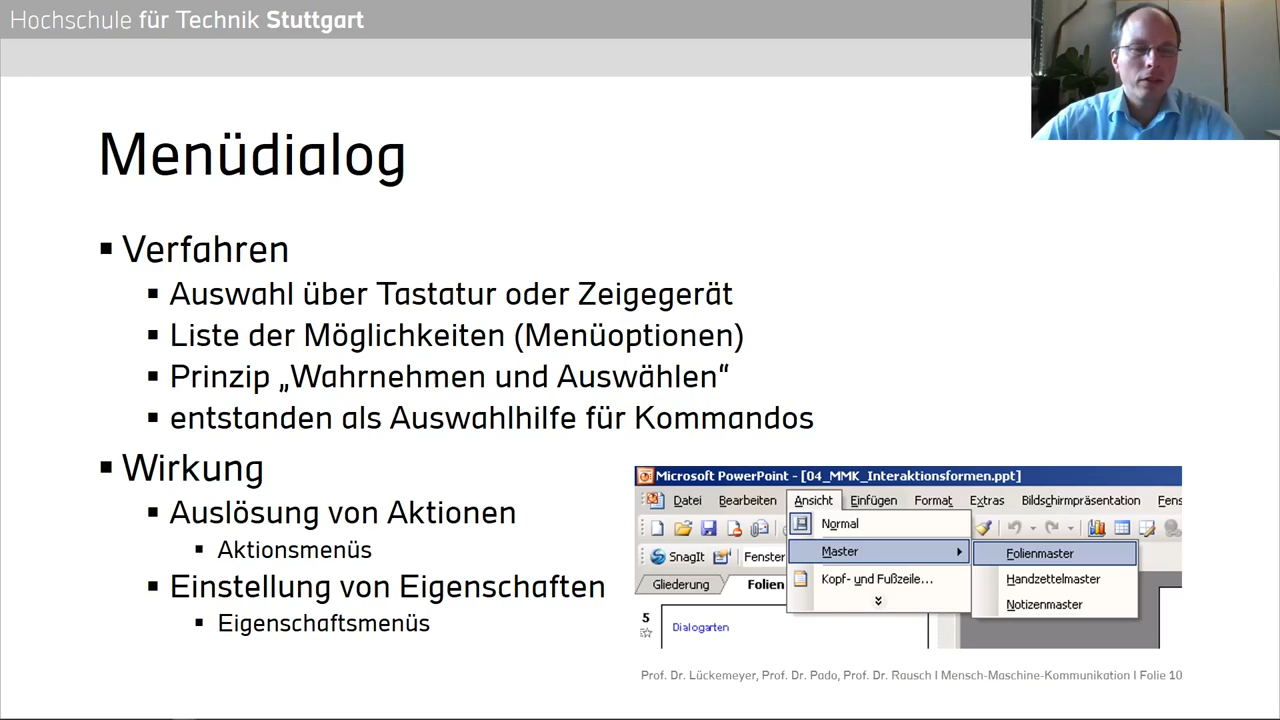 Hochschule für Technik Stuttgart
Menüdialog
▪ Verfahren
▪ Auswahl über Tastatur oder Zeigegerät
▪ Liste der Möglichkeiten (Menüoptionen)
▪ Prinzip „Wahrnehmen und Auswählen“
▪ entstanden als Auswahlhilfe für Kommandos
▪ Wirkung
▪ Auslösung von Aktionen
▪ Aktionsmenüs
▪ Einstellung von Eigenschaften
▪ Eigenschaftsmenüs
Microsoft PowerPoint - [04_MMK_Interaktionsformen.ppt]
Datei Bearbeiten Ansicht Einfügen Format Extras Bildschirmpräsentation Fens
Normal
SnagIt Fenster
Master Folienmaster
Kopf- und Fußzeile... Handzettelmaster
Gliederung Folien
Notizenmaster
5
Dialogarten
Prof. Dr. Lückemeyer, Prof. Dr. Pado, Prof. Dr. Rausch I Mensch-Maschine-Kommunikation I Folie 10